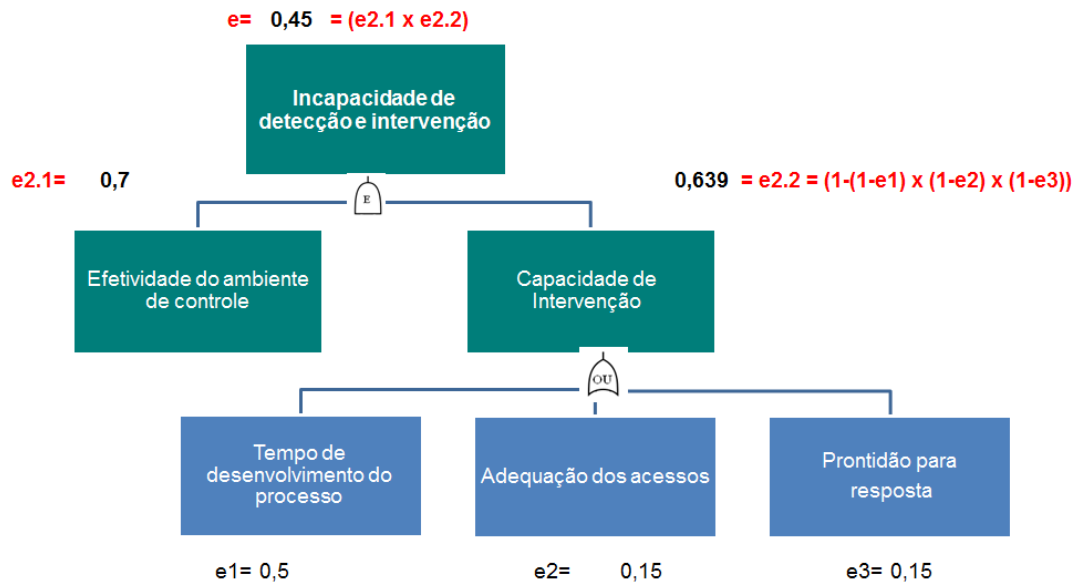 e= 0,45 = (e2.1 x e2.2)
Incapacidade de
detecção e intervenção
e2.1= 0,7
0,639 = e2.2 = (1-(1-e1) x (1-e2) x (1-e3))
E
Efetividade do ambiente
de controle
Capacidade de
Intervenção
OU
Tempo de
desenvolvimento do
processo
Adequação dos acessos
Prontidão para
resposta
e1= 0,5
e2= 0,15
e3= 0,15